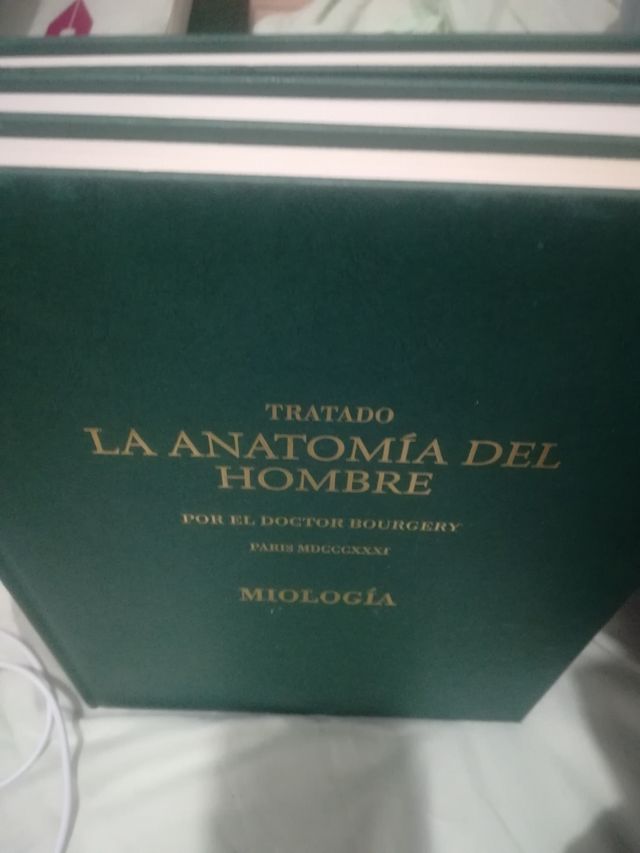 TRATADO
LA ANATOMÍA DEL
HOMBRE
POR EL DOCTOR BOURGERY
PARIS MDCCCXXXI
MIOLOGÍA